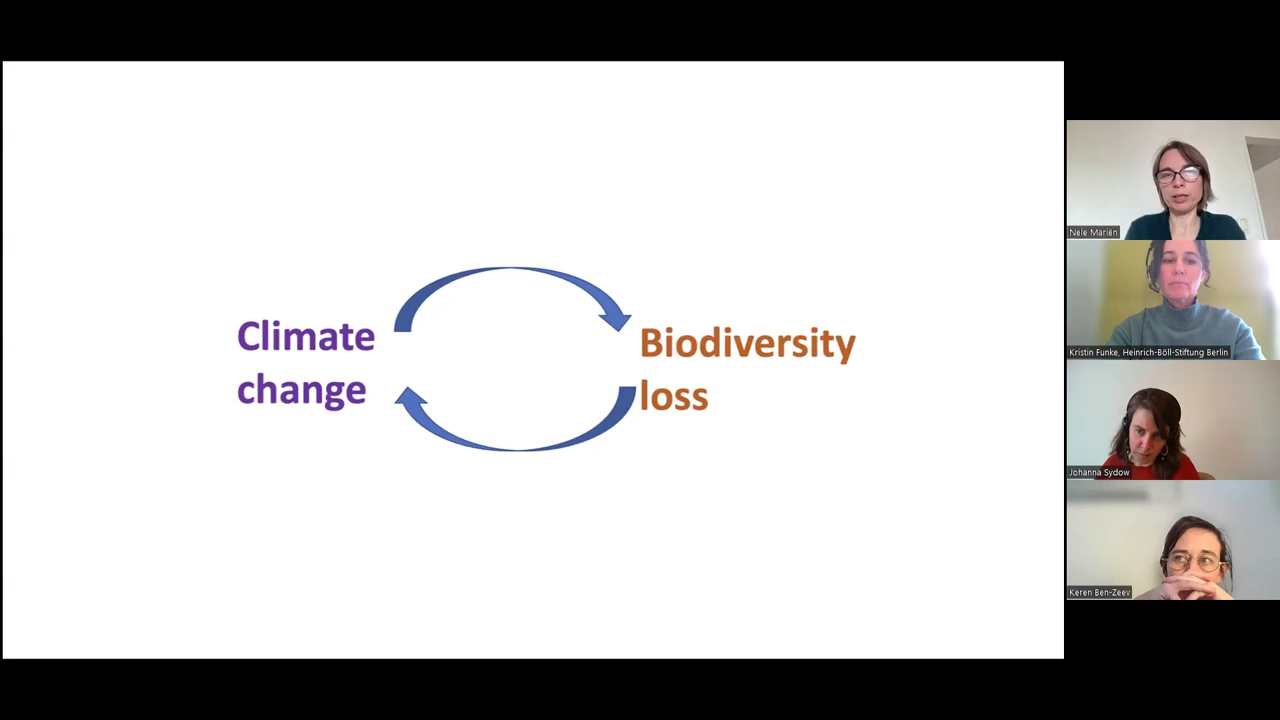 Climate
change
Biodiversity
loss
Nele Mariën
Kristin Funke, Heinrich-Böll-Stiftung Berlin
Johanna Sydow
Keren Ben-Zeev